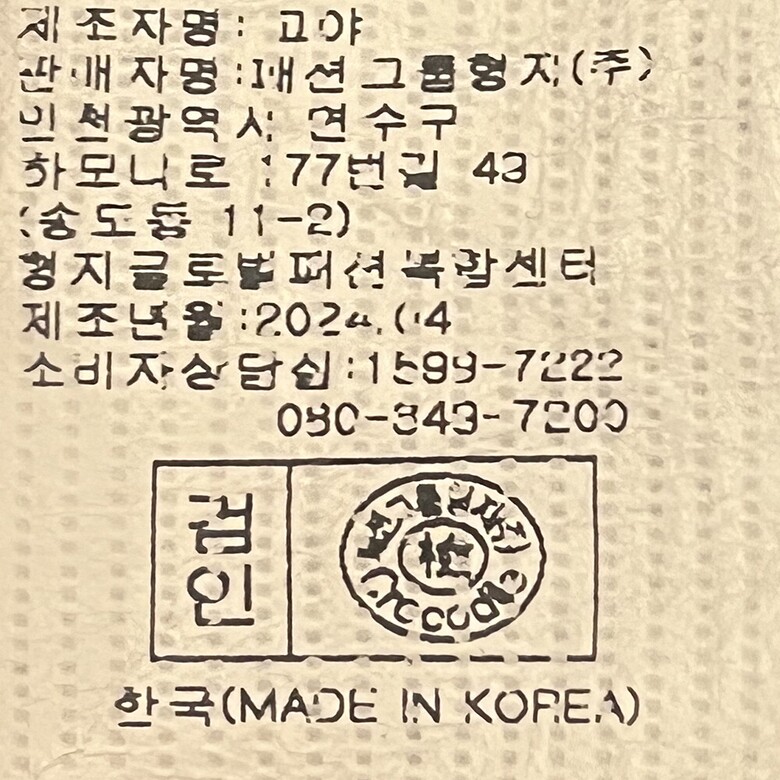 제조자명: 고야
판매자명:패션그룹형지(주)
인천광역시 연수구
하모니로 177번길 43
(송도동 11-2)
형지글로벌패션복합센터
제조년월:2024.04
소비자상담실:1599-7222
080-343-7200
검인
檢
한국(MADE IN KOREA)